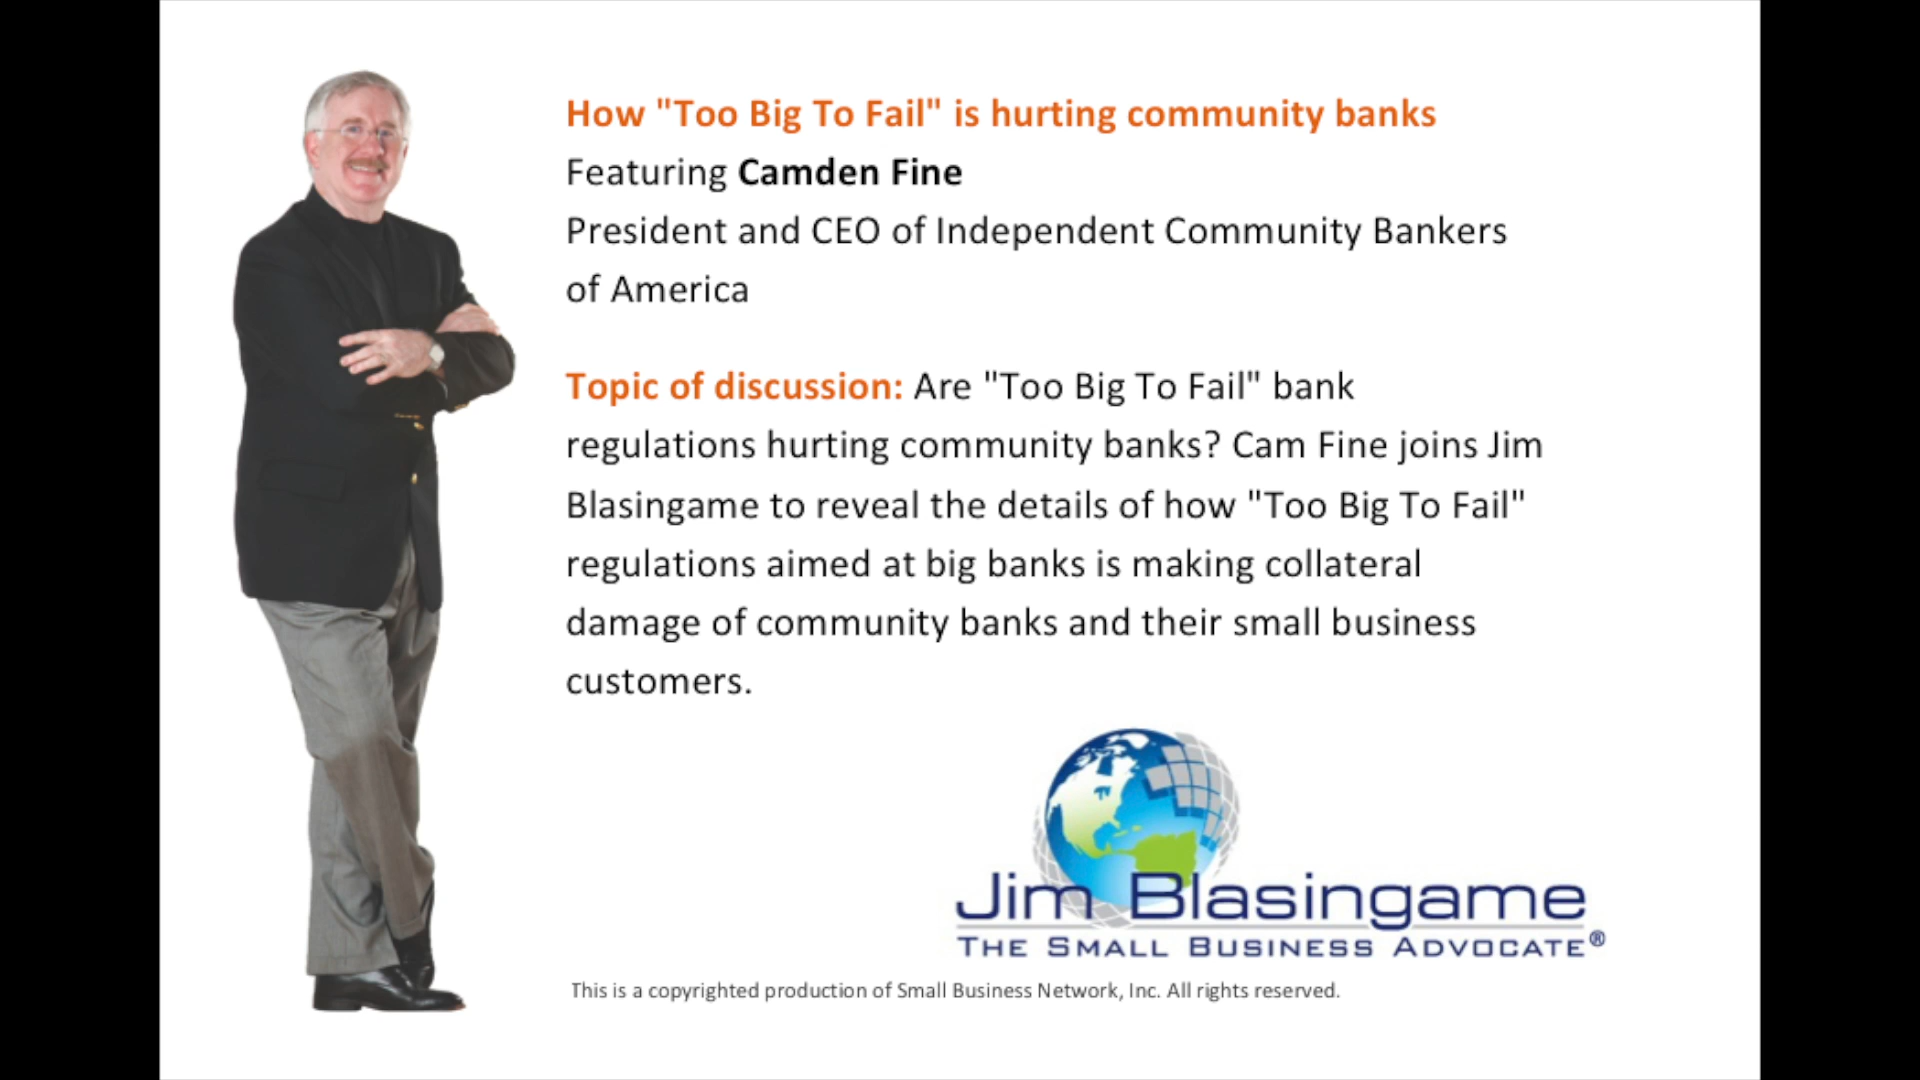 How "Too Big To Fail" is hurting community banks
Featuring Camden Fine
President and CEO of Independent Community Bankers
of America
Topic of discussion: Are "Too Big To Fail" bank
regulations hurting community banks? Cam Fine joins Jim
Blasingame to reveal the details of how "Too Big To Fail"
regulations aimed at big banks is making collateral
damage of community banks and their small business
customers.
Jim Blasingame
THE SMALL BUSINESS ADVOCATE®
This is a copyrighted production of Small Business Network, Inc. All rights reserved.